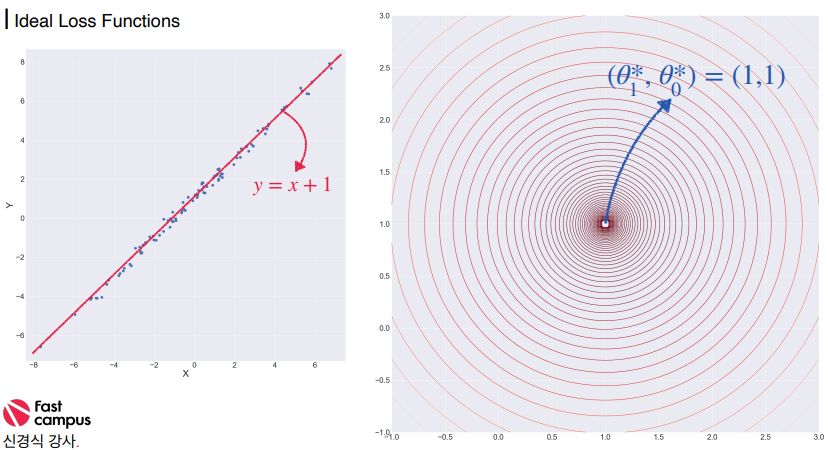 Ideal Loss Functions
8
6
4
2
0
−2
−4
−6
Y
−8 −6 −4 −2 0 2 4 6
X
y = x + 1
3.0
2.5
2.0
1.5
1.0
0.5
0.0
−0.5
−1.0
−1.0 −0.5 0.0 0.5 1.0 1.5 2.0 2.5 3.0
(θ₁*, θ₀*) = (1,1)
Fast
campus
신경식 강사.